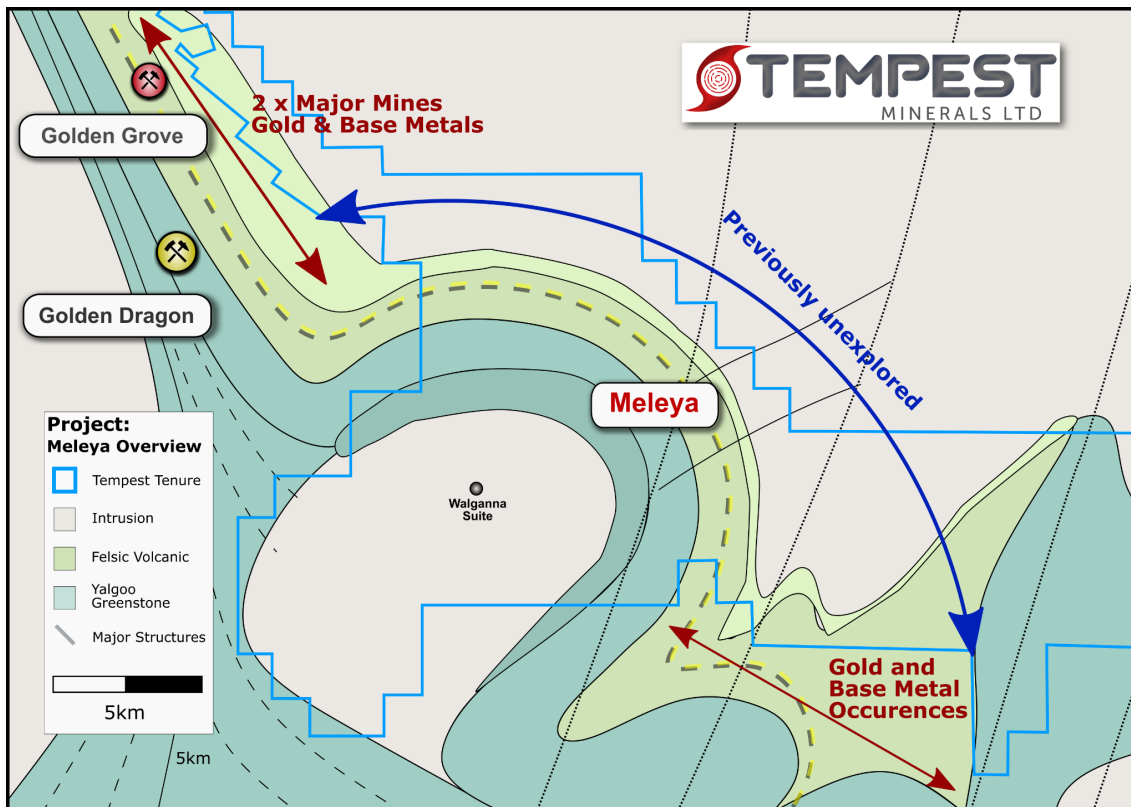 TEMPEST
MINERALS LTD
2 x Major Mines
Gold & Base Metals
Golden Grove
Golden Dragon
Previously unexplored
Meleya
Project:
Meleya Overview
Tempest Tenure
Intrusion
Felsic Volcanic
Yalgoo
Greenstone
Major Structures
5km
5km
Walganna
Suite
Gold and
Base Metal
Occurences